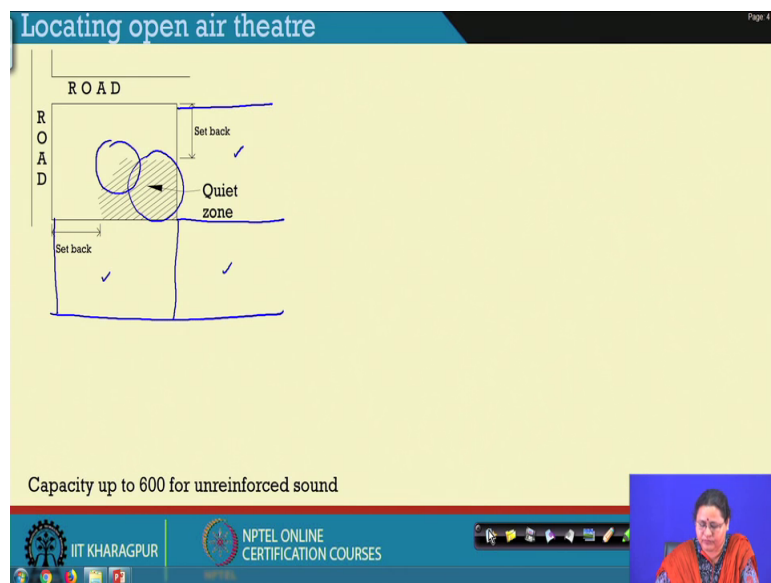 Locating open air theatre
Page: 4
ROAD
ROAD
Set back
Quiet
zone
Set back
Capacity up to 600 for unreinforced sound
IIT KHARAGPUR
NPTEL ONLINE
CERTIFICATION COURSES